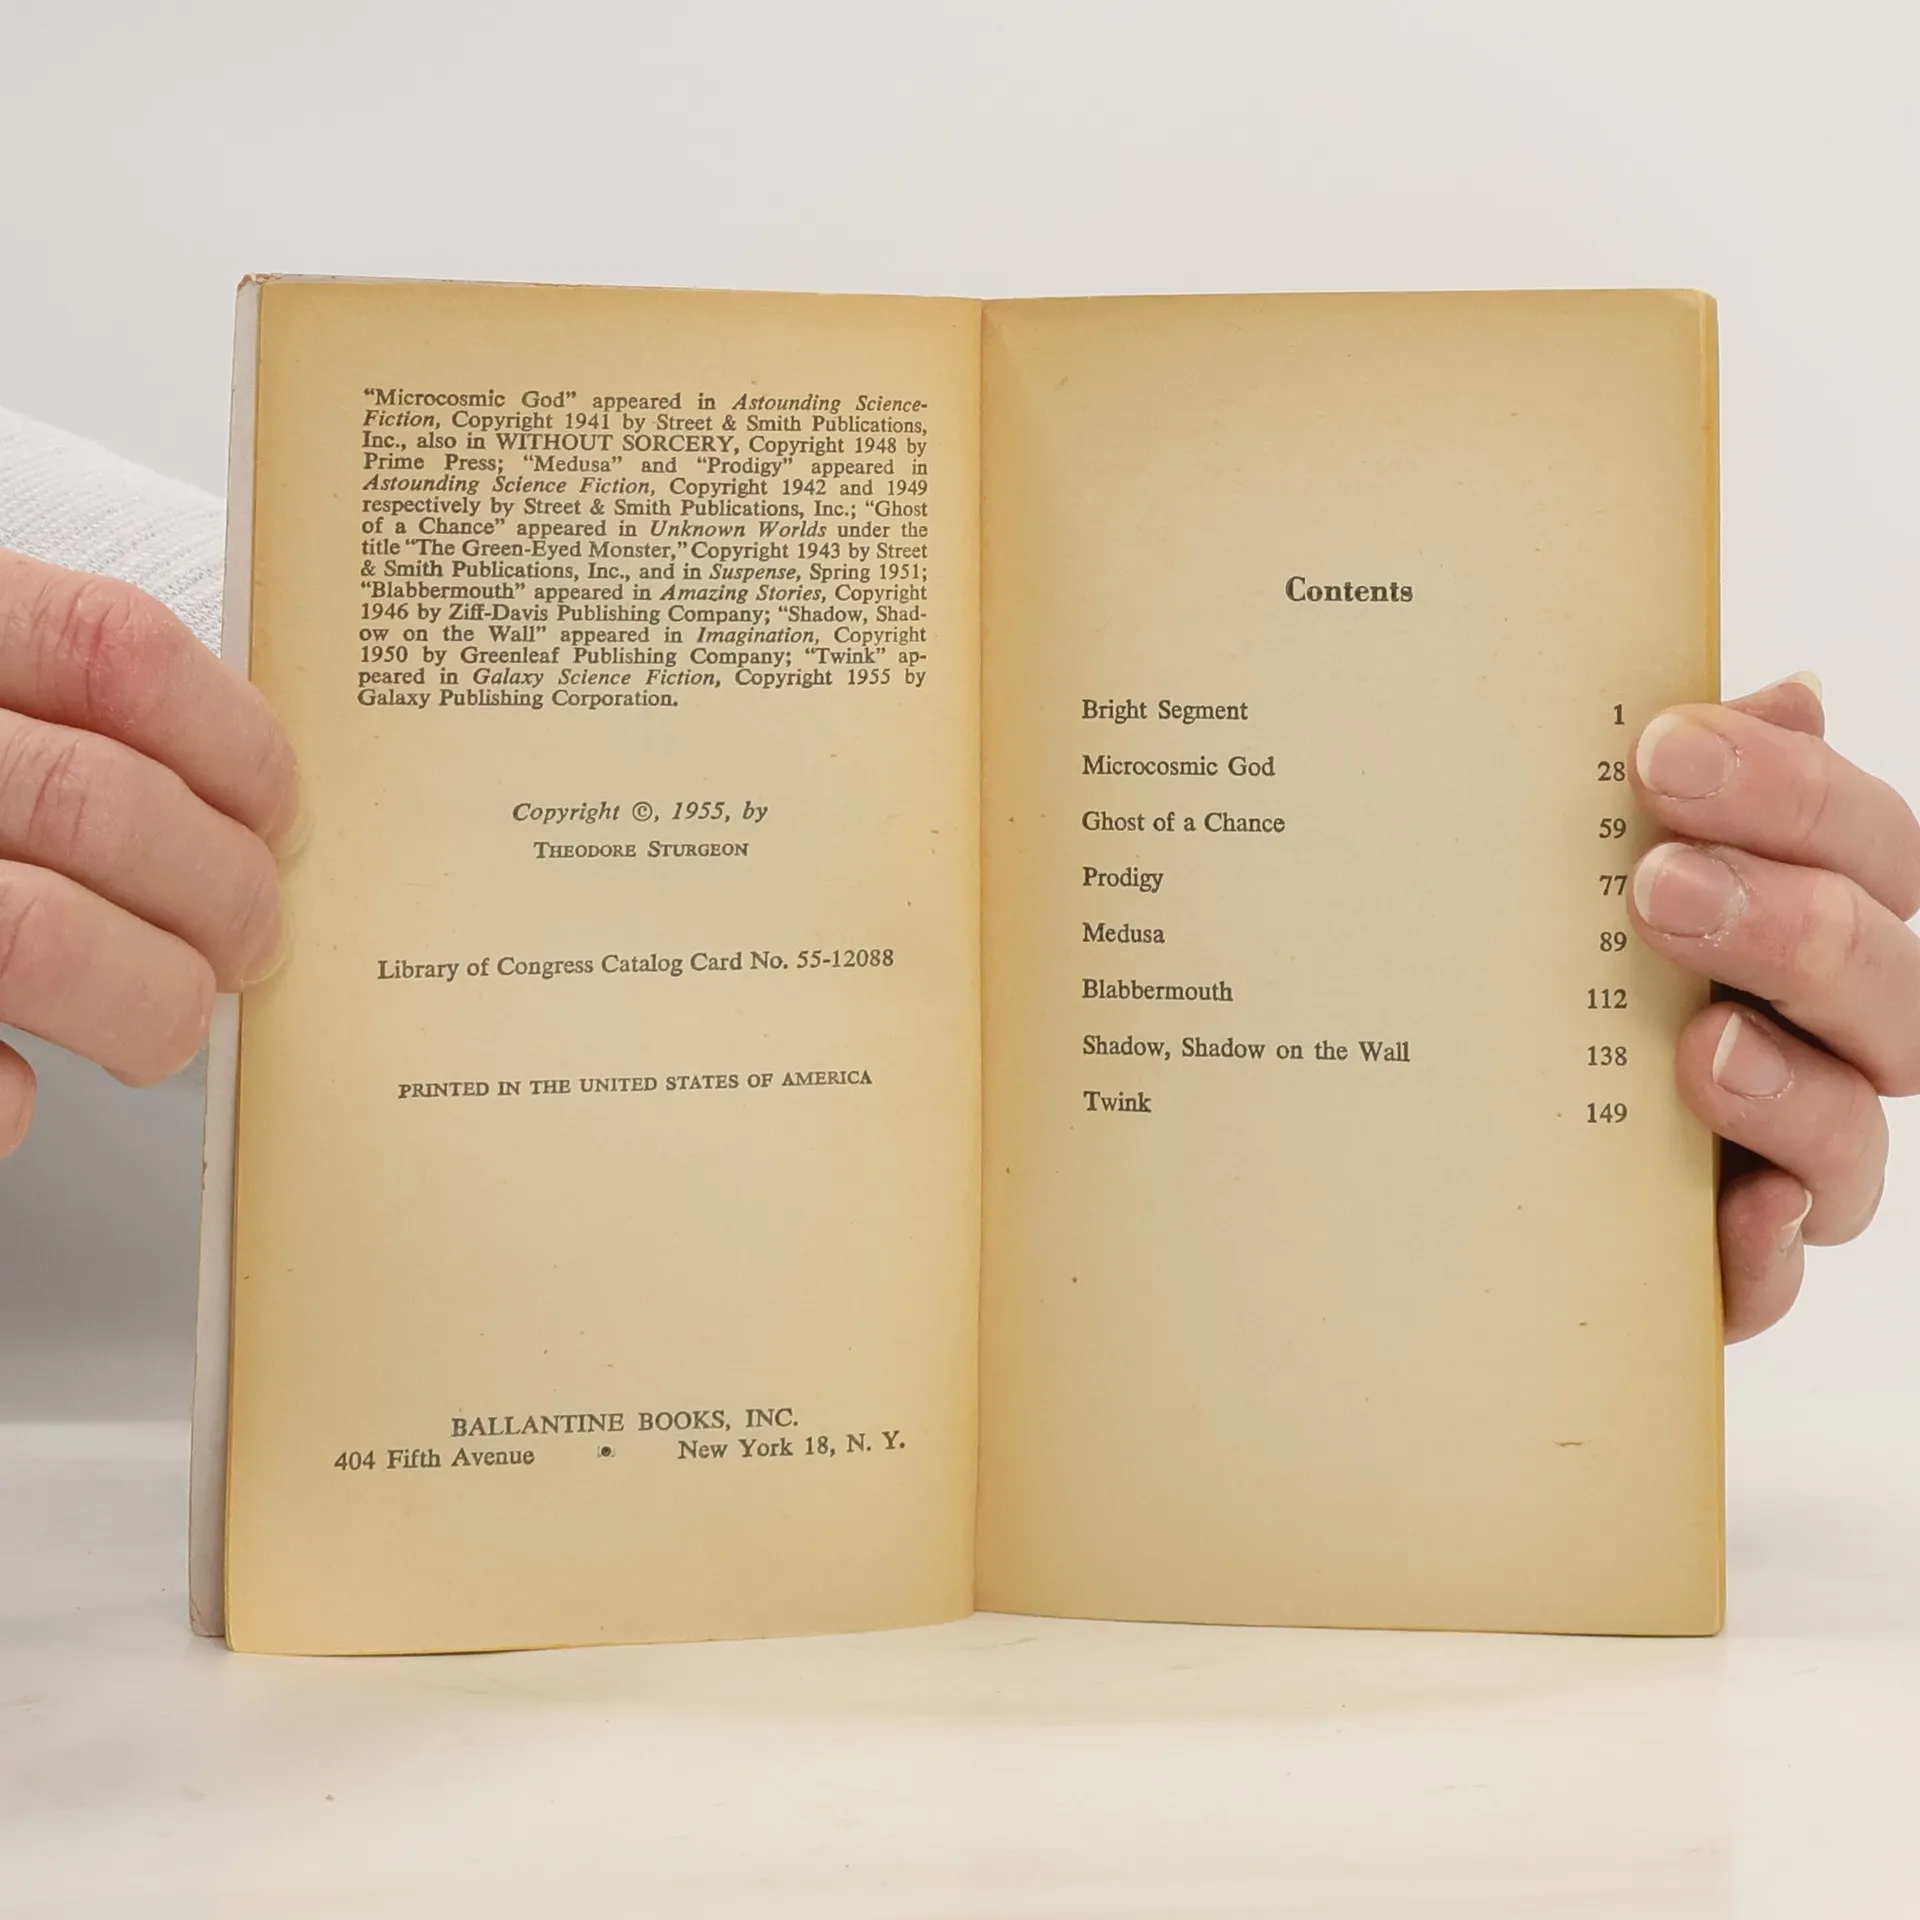 “Microcosmic God” appeared in Astounding Science-
Fiction, Copyright 1941 by Street & Smith Publications,
Inc., also in WITHOUT SORCERY, Copyright 1948 by
Prime Press; “Medusa” and “Prodigy” appeared in
Astounding Science Fiction, Copyright 1942 and 1949
respectively by Street & Smith Publications, Inc.; “Ghost
of a Chance” appeared in Unknown Worlds under the
title “The Green-Eyed Monster,” Copyright 1943 by Street
& Smith Publications, Inc., and in Suspense, Spring 1951;
“Blabbermouth” appeared in Amazing Stories, Copyright
1946 by Ziff-Davis Publishing Company; “Shadow, Shad-
ow on the Wall” appeared in Imagination, Copyright
1950 by Greenleaf Publishing Company; “Twink” ap-
peared in Galaxy Science Fiction, Copyright 1955 by
Galaxy Publishing Corporation.
Copyright ©, 1955, by
THEODORE STURGEON
Library of Congress Catalog Card No. 55-12088
PRINTED IN THE UNITED STATES OF AMERICA
BALLANTINE BOOKS, INC.
404 Fifth Avenue • New York 18, N. Y.
Contents
Bright Segment 1
Microcosmic God 28
Ghost of a Chance 59
Prodigy 77
Medusa 89
Blabbermouth 112
Shadow, Shadow on the Wall 138
Twink 149